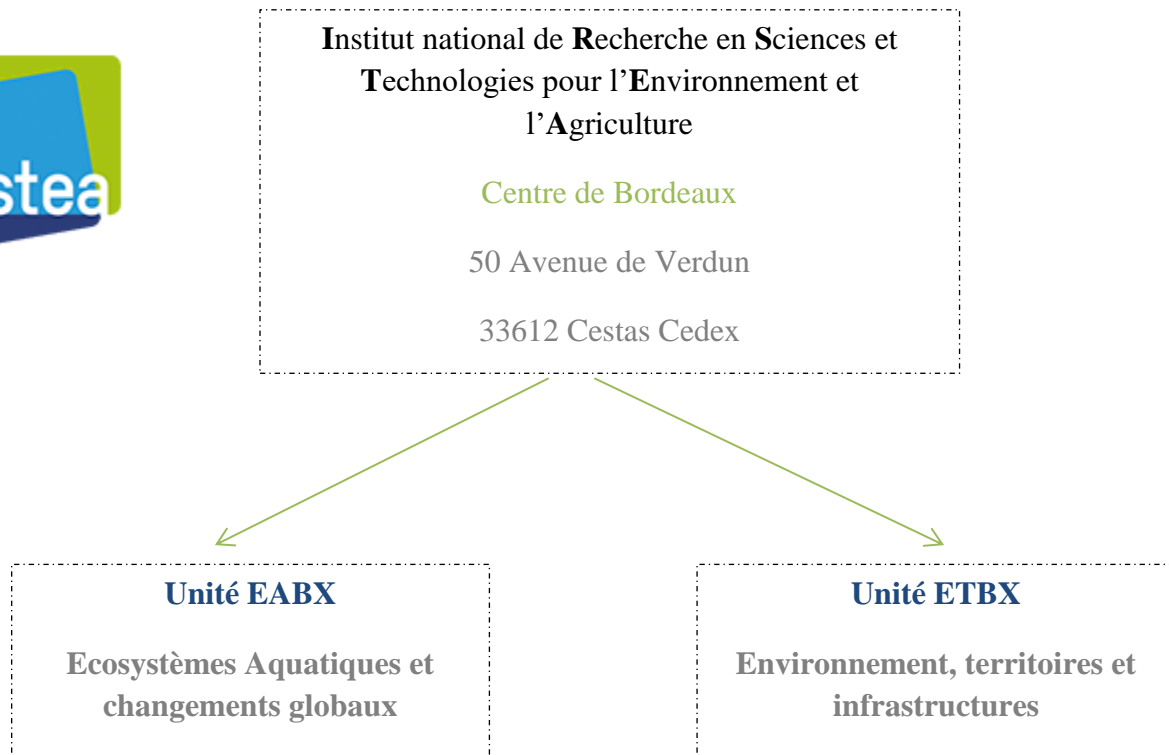 stea
Institut national de Recherche en Sciences et
Technologies pour l'Environnement et
l'Agriculture
Centre de Bordeaux
50 Avenue de Verdun
33612 Cestas Cedex
Unité EABX
Ecosystèmes Aquatiques et
changements globaux
Unité ETBX
Environnement, territoires et
infrastructures